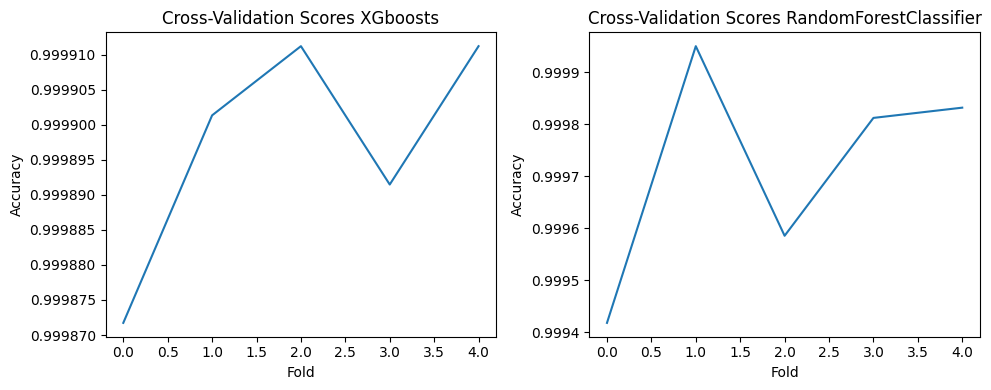 Cross-Validation Scores XGboosts
Accuracy
0.999910
0.999905
0.999900
0.999895
0.999890
0.999885
0.999880
0.999875
0.999870
0.0 0.5 1.0 1.5 2.0 2.5 3.0 3.5 4.0
Fold
Cross-Validation Scores RandomForestClassifier
Accuracy
0.9999
0.9998
0.9997
0.9996
0.9995
0.9994
0.0 0.5 1.0 1.5 2.0 2.5 3.0 3.5 4.0
Fold